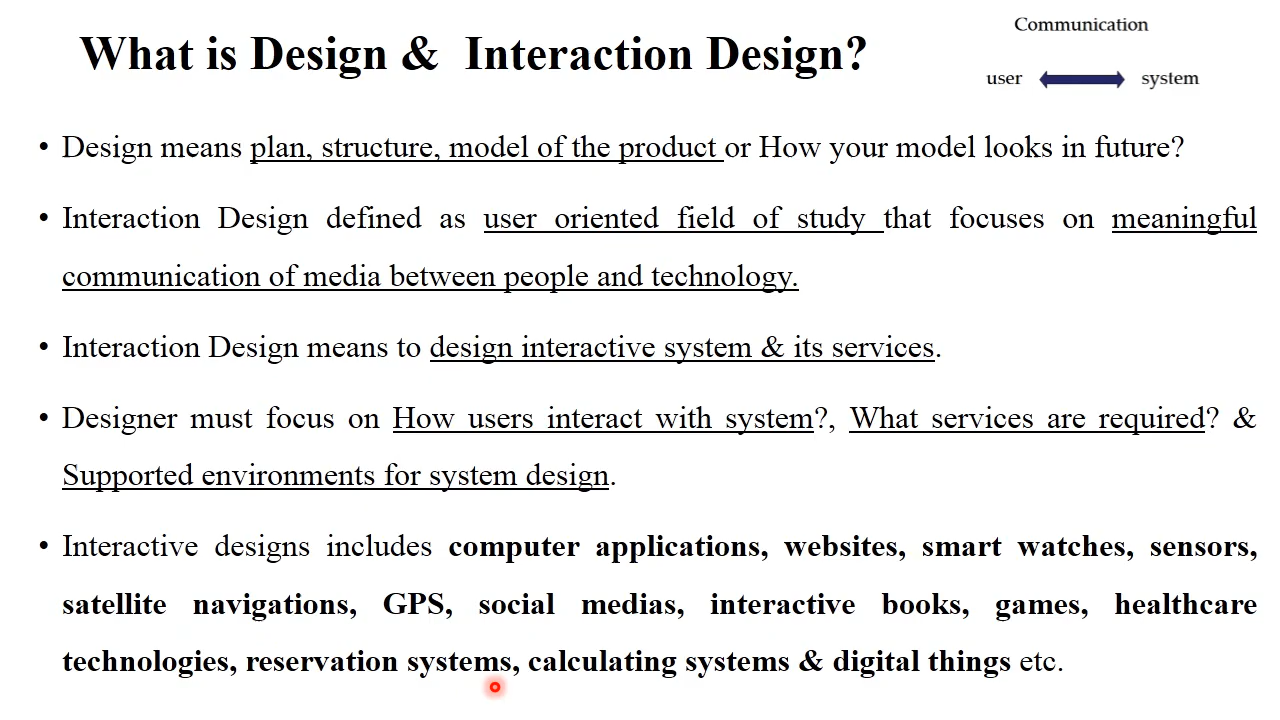 What is Design & Interaction Design?
Communication
user system
• Design means plan, structure, model of the product or How your model looks in future?
• Interaction Design defined as user oriented field of study that focuses on meaningful
communication of media between people and technology.
• Interaction Design means to design interactive system & its services.
• Designer must focus on How users interact with system?, What services are required? &
Supported environments for system design.
• Interactive designs includes computer applications, websites, smart watches, sensors,
satellite navigations, GPS, social medias, interactive books, games, healthcare
technologies, reservation systems, calculating systems & digital things etc.